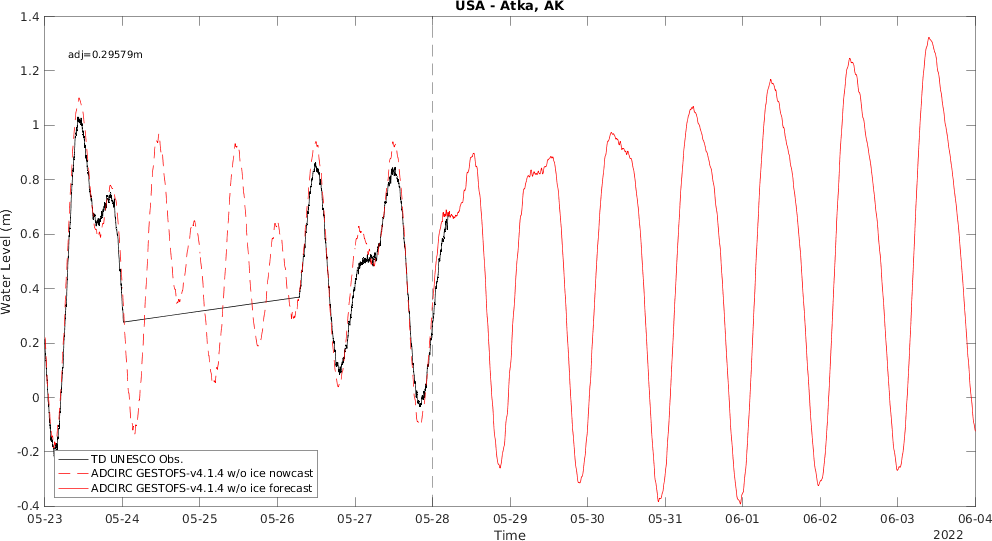 USA - Atka, AK
adj=0.29579m
Water Level (m)
1.4
1.2
1
0.8
0.6
0.4
0.2
0
-0.2
-0.4
TD UNESCO Obs.
ADCIRC GESTOFS-v4.1.4 w/o ice nowcast
ADCIRC GESTOFS-v4.1.4 w/o ice forecast
05-23 05-24 05-25 05-26 05-27 05-28 05-29 05-30 05-31 06-01 06-02 06-03 06-04
Time
2022